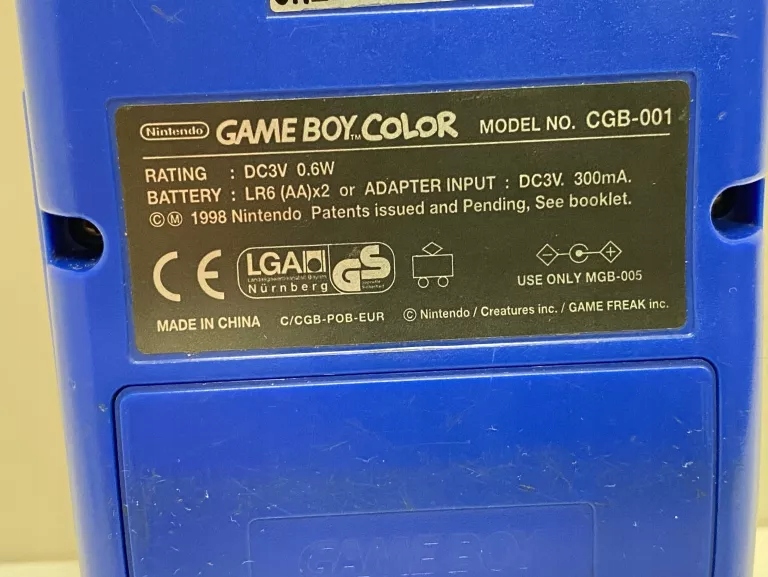 Nintendo GAME BOY COLOR TM MODEL NO. CGB-001
RATING : DC3V 0.6W
BATTERY : LR6 (AA)x2 or ADAPTER INPUT : DC3V. 300mA.
© Ⓜ 1998 Nintendo Patents issued and Pending, See booklet.
CE LGA GS
Nürnberg
USE ONLY MGB-005
MADE IN CHINA C/CGB-POB-EUR © Nintendo / Creatures inc. / GAME FREAK inc.
GAME BOY